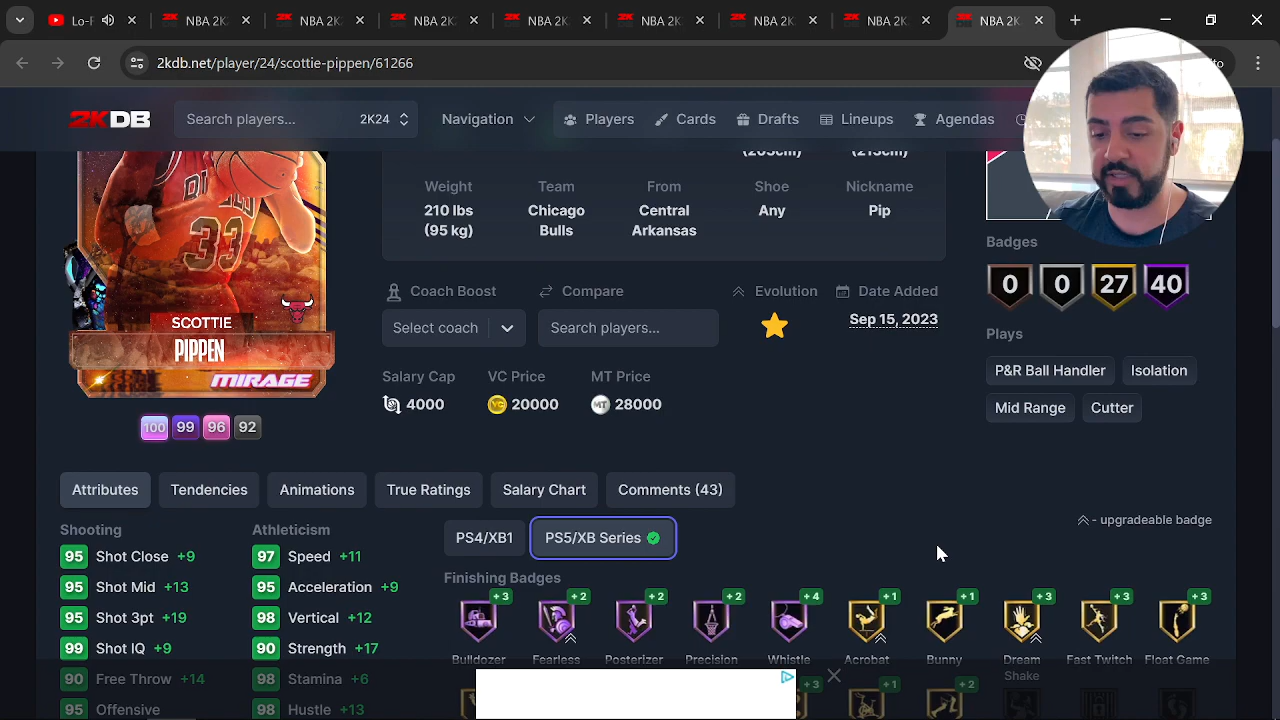 Lo-fi
NBA 2K
NBA 2K
NBA 2K
NBA 2K
NBA 2K
NBA 2K
NBA 2K
NBA 2K
2kdb.net/player/24/scottie-pippen/61266
2KDB
Search players...
2K24
Navigation
Players
Cards
Drafts
Lineups
Agendas
(203cm)
(213cm)
Weight
Team
From
Shoe
Nickname
210 lbs
(95 kg)
Chicago
Bulls
Central
Arkansas
Any
Pip
33
SCOTTIE
PIPPEN
MIRAGE
100 99 96 92
Coach Boost
Compare
Evolution
Date Added
Select coach
Search players...
Sep 15, 2023
Salary Cap
VC Price
MT Price
4000
VC 20000
MT 28000
Badges
0 0 27 40
Plays
P&R Ball Handler
Isolation
Mid Range
Cutter
Attributes
Tendencies
Animations
True Ratings
Salary Chart
Comments (43)
- upgradeable badge
Shooting
95 Shot Close +9
95 Shot Mid +13
95 Shot 3pt +19
99 Shot IQ +9
90 Free Throw +14
95 Offensive
Athleticism
97 Speed +11
95 Acceleration +9
98 Vertical +12
90 Strength +17
98 Stamina +6
98 Hustle +13
PS4/XB1
PS5/XB Series
Finishing Badges
+3 +2 +2 +2 +4 +1 +1 +3 +3 +3
Bulldozer
Fearless
Posterizer
Precision
Whistle
Acrobat
Bunny
Dream
Shake
Fast Twitch
Float Game
+3 +1 +2